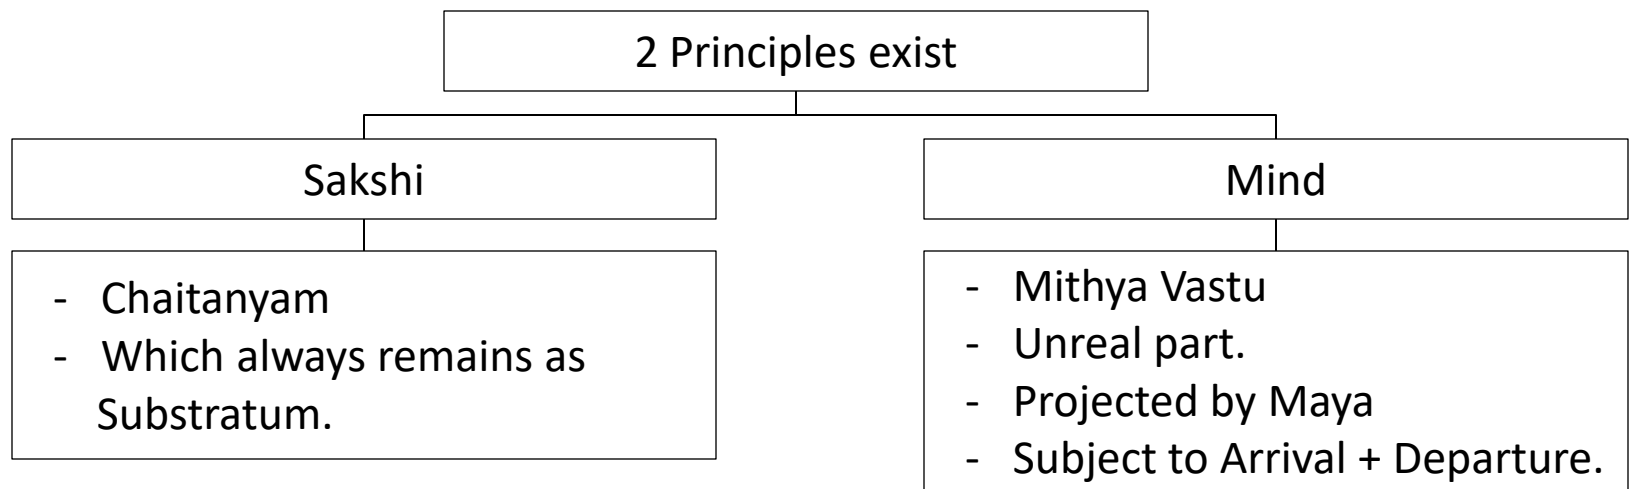 2 Principles exist
Sakshi
Mind
- Chaitanyam
- Which always remains as
Substratum.
- Mithya Vastu
- Unreal part.
- Projected by Maya
- Subject to Arrival + Departure.